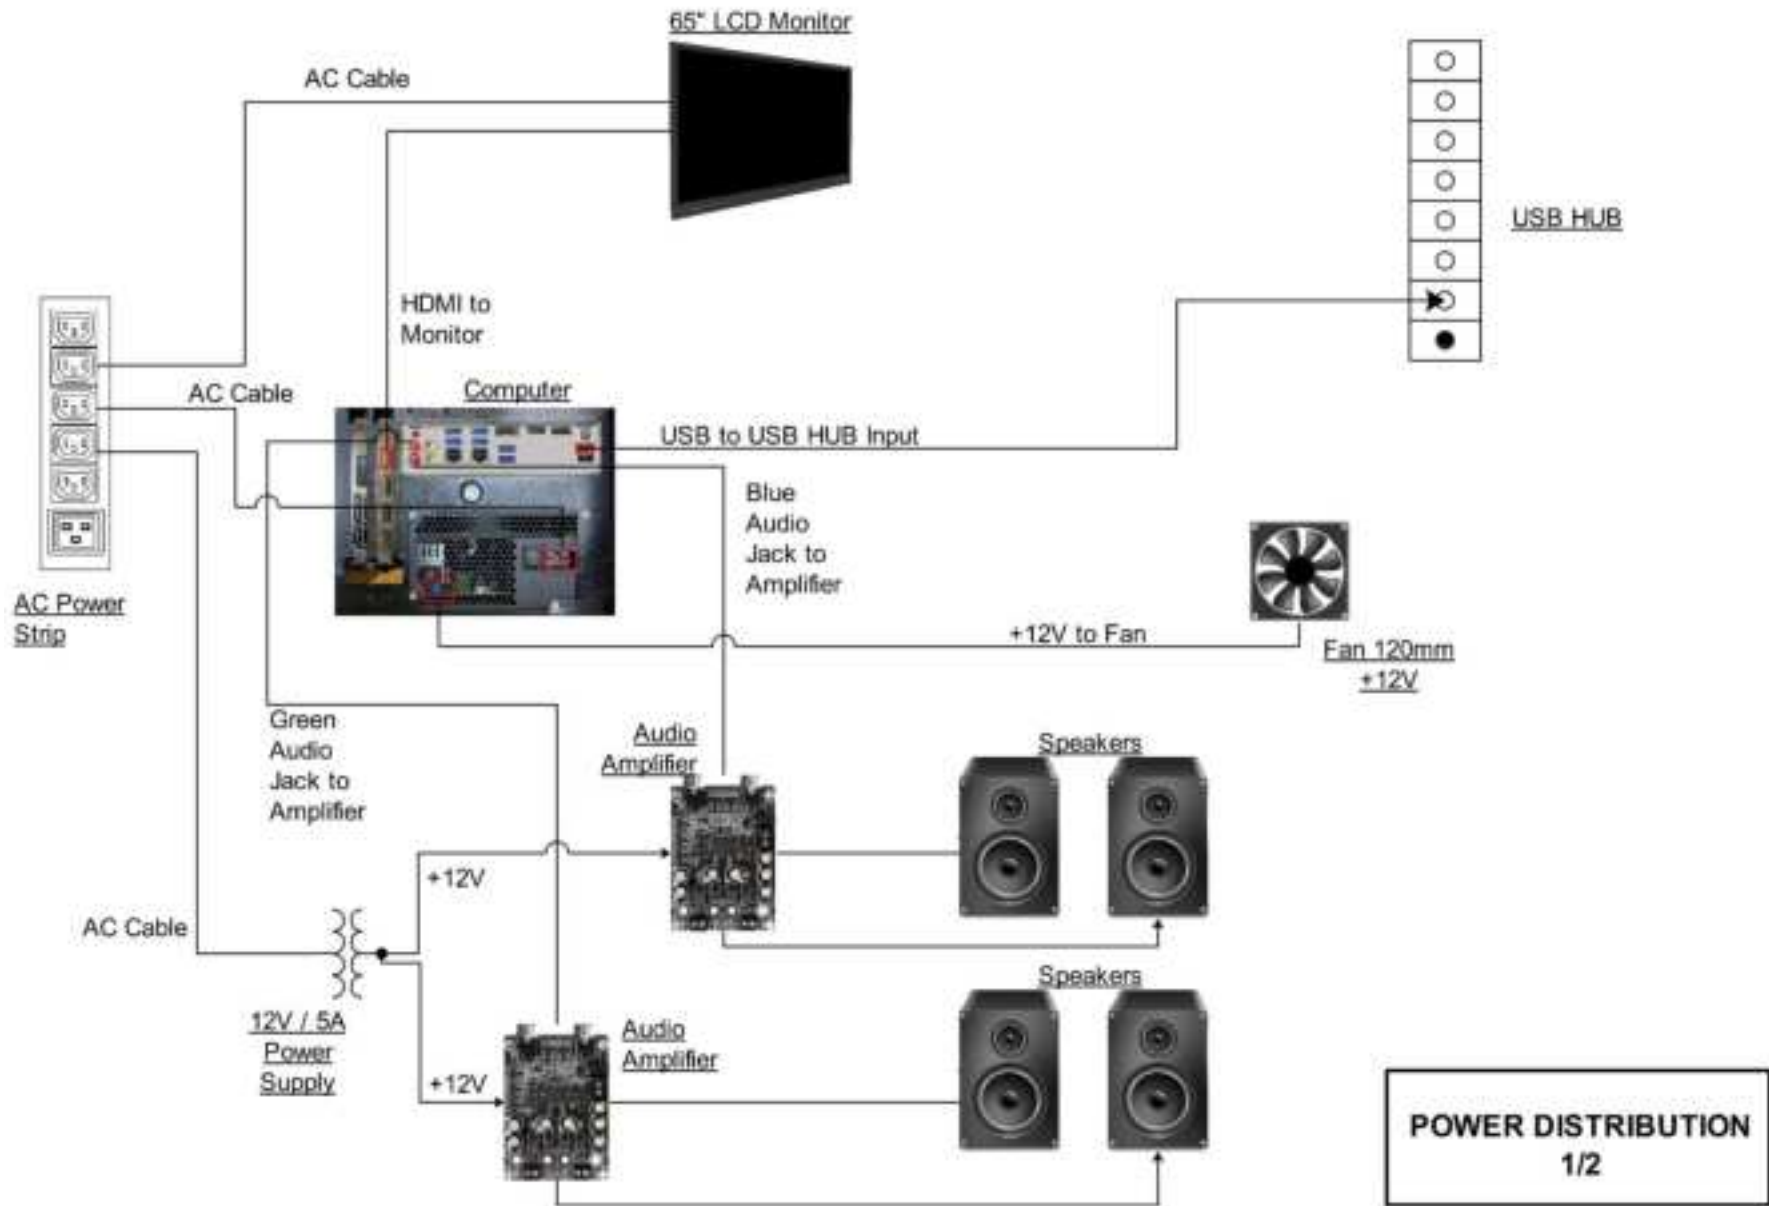 65" LCD Monitor
AC Cable
USB HUB
HDMI to
Monitor
AC Cable
Computer
USB to USB HUB Input
Blue
Audio
Jack to
Amplifier
AC Power
Strip
+12V to Fan
Fan 120mm
+12V
Green
Audio
Jack to
Amplifier
Audio
Amplifier
Speakers
+12V
AC Cable
Speakers
12V / 5A
Power
Supply
+12V
Audio
Amplifier
POWER DISTRIBUTION
1/2